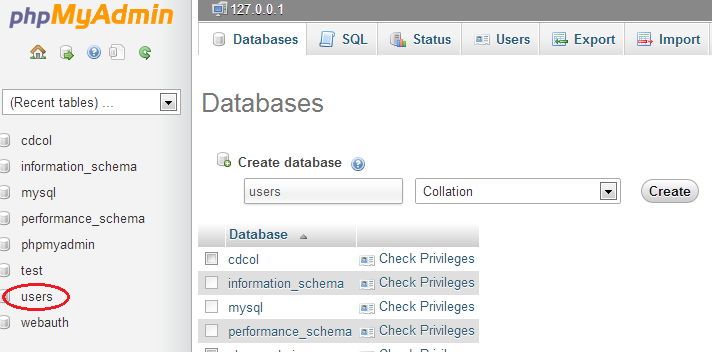 phpMyAdmin
(Recent tables) ...
cdcol
information_schema
mysql
performance_schema
phpmyadmin
test
users
webauth
127.0.0.1
Databases SQL Status Users Export Import
Databases
Create database
users Collation Create
Database
cdcol Check Privileges
information_schema Check Privileges
mysql Check Privileges
performance_schema Check Privileges